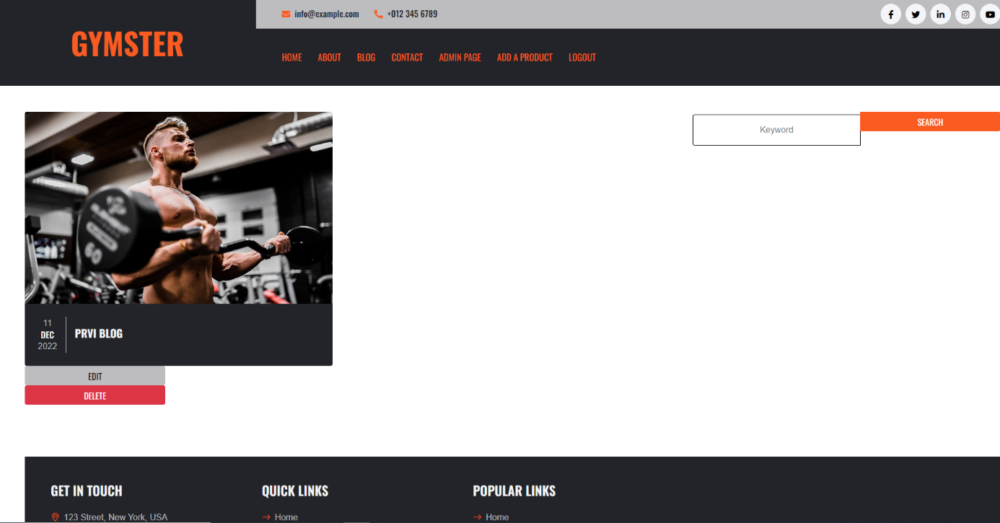 info@example.com +012 345 6789
GYMSTER
HOME ABOUT BLOG CONTACT ADMIN PAGE ADD A PRODUCT LOGOUT
Keyword
SEARCH
60
11
DEC
2022
PRVI BLOG
EDIT
DELETE
GET IN TOUCH
123 Street, New York, USA
QUICK LINKS
Home
POPULAR LINKS
Home